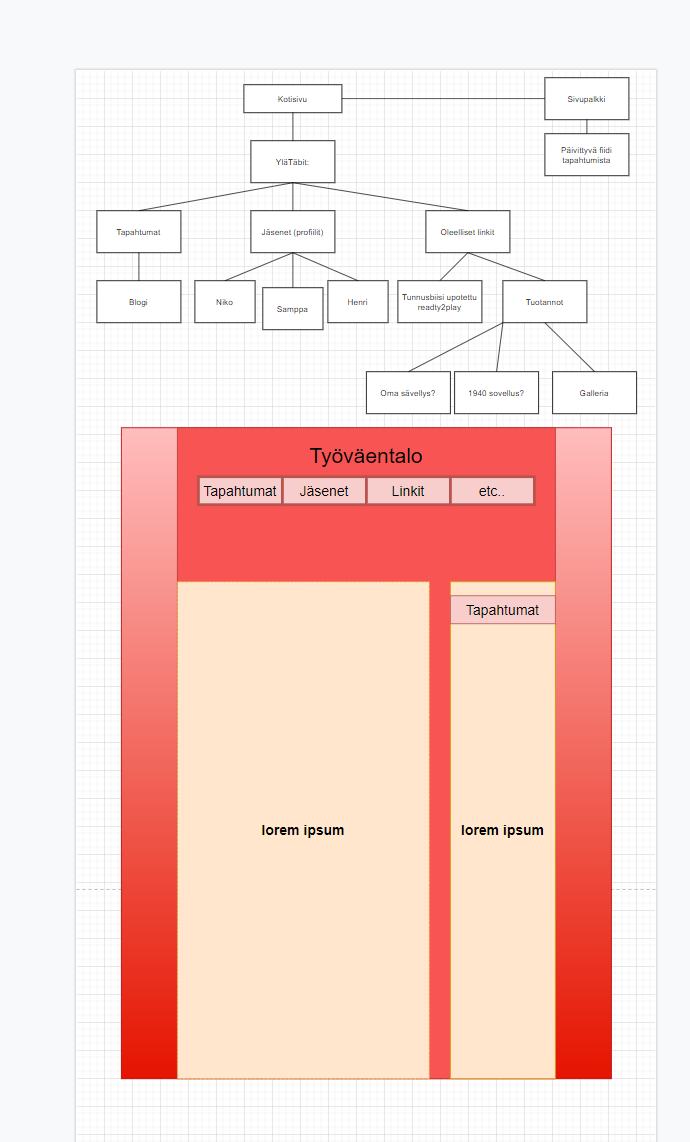 Kotisivu
Sivupalkki
Päivittyvä fiidi
tapahtumista
YläTäbit:
Tapahtumat
Jäsenet (profiilit)
Oleelliset linkit
Blogi
Niko
Samppa
Henri
Tunnusbiisi upotettu
readty2play
Tuotannot
Oma sävellys?
1940 sovellus?
Galleria
Työväentalo
Tapahtumat
Jäsenet
Linkit
etc..
Tapahtumat
lorem ipsum
lorem ipsum